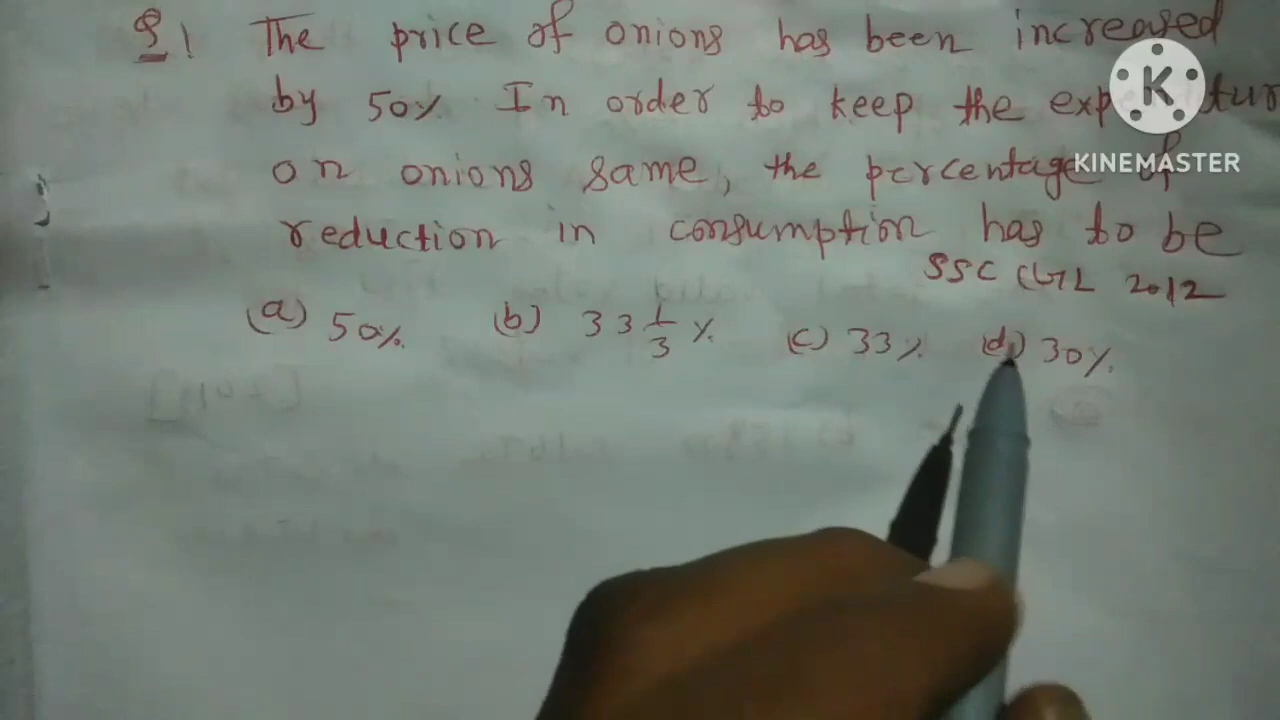 Q1 The price of onions has been increased
by 50% In order to keep the
on onions same, the percentage of
reduction in consumption has to be
SSC CGL 2012
(a) 50% (b) 33 1/3 % (c) 33% (d) 30%
K
KINEMASTER